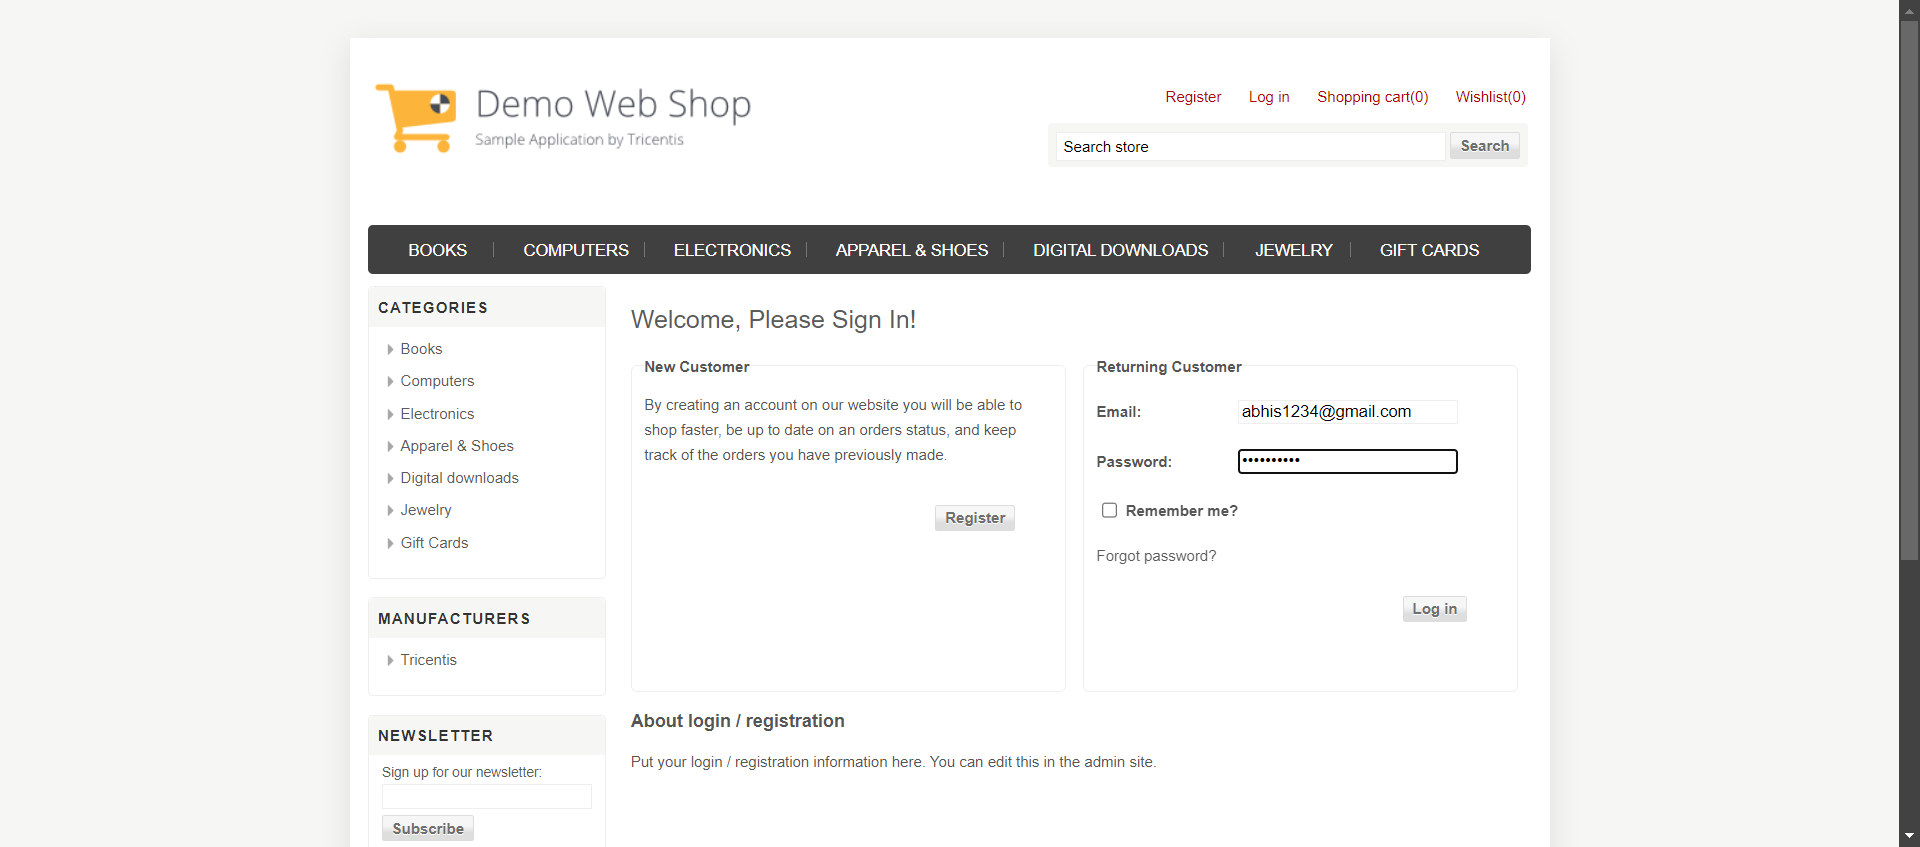 Demo Web Shop
Sample Application by Tricentis
Register Log in Shopping cart(0) Wishlist(0)
Search store Search
BOOKS COMPUTERS ELECTRONICS APPAREL & SHOES DIGITAL DOWNLOADS JEWELRY GIFT CARDS
CATEGORIES
Books
Computers
Electronics
Apparel & Shoes
Digital downloads
Jewelry
Gift Cards
MANUFACTURERS
Tricentis
NEWSLETTER
Sign up for our newsletter:
Subscribe
Welcome, Please Sign In!
New Customer
By creating an account on our website you will be able to
shop faster, be up to date on an orders status, and keep
track of the orders you have previously made.
Register
Returning Customer
Email: abhis1234@gmail.com
Password: ••••••••••
Remember me?
Forgot password?
Log in
About login / registration
Put your login / registration information here. You can edit this in the admin site.